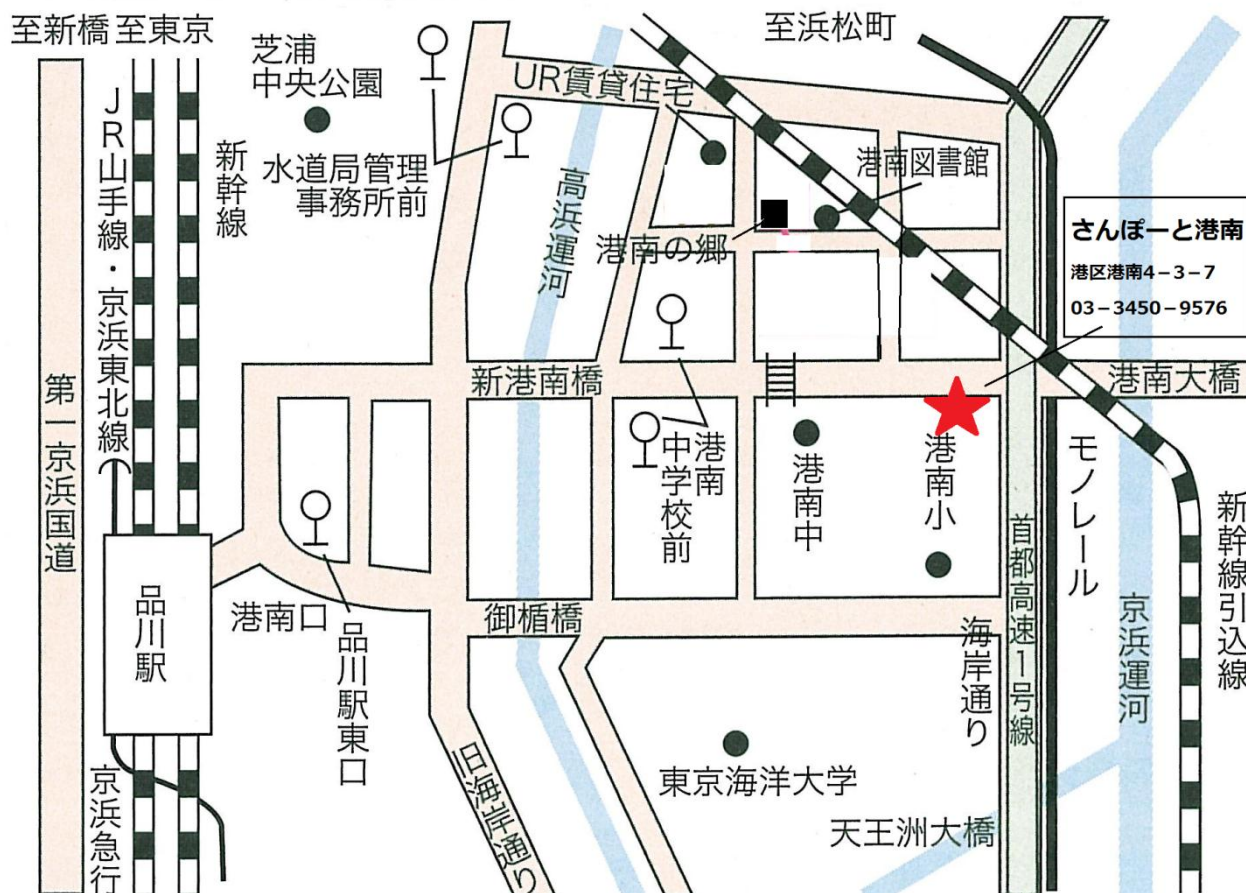 至新橋
至東京
至浜松町
芝浦
中央公園
UR賃貸住宅
JR山手線・京浜東北線
新幹線
水道局管理
事務所前
高浜運河
港南図書館
港南の郷
さんぽーと港南
港区港南4-3-7
03-3450-9576
第一京浜国道
新港南橋
港南大橋
港南
中学校前
港南中
港南小
首都高速1号線
モノレール
新幹線引込線
品川駅
港南口
品川駅東口
御楯橋
海岸通り
京浜運河
京浜急行
旧海岸通り
東京海洋大学
天王洲大橋